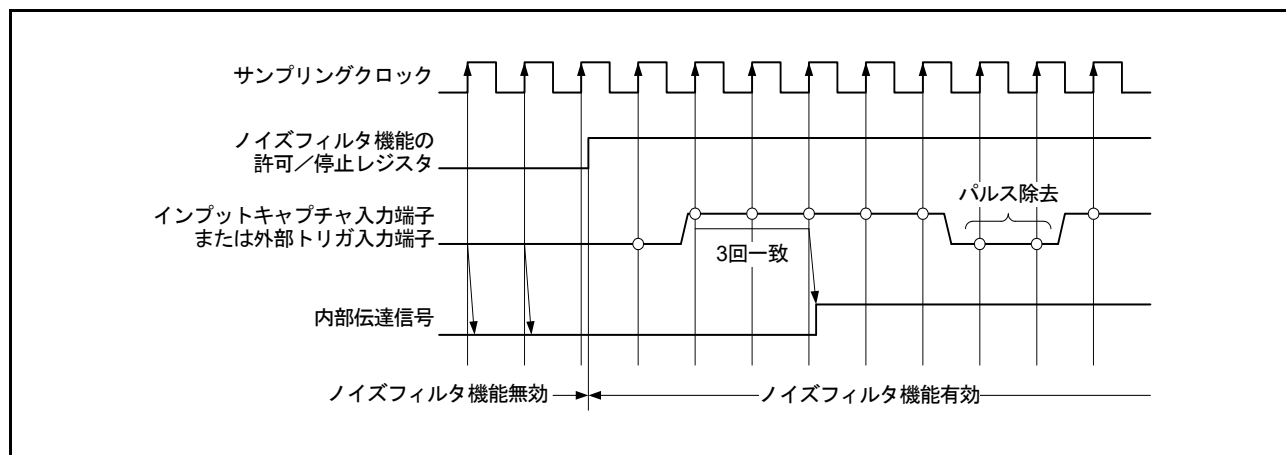 サンプリングクロック
ノイズフィルタ機能の
許可／停止レジスタ
パルス除去
インプットキャプチャ入力端子
または外部トリガ入力端子
3回一致
内部伝達信号
ノイズフィルタ機能無効
ノイズフィルタ機能有効